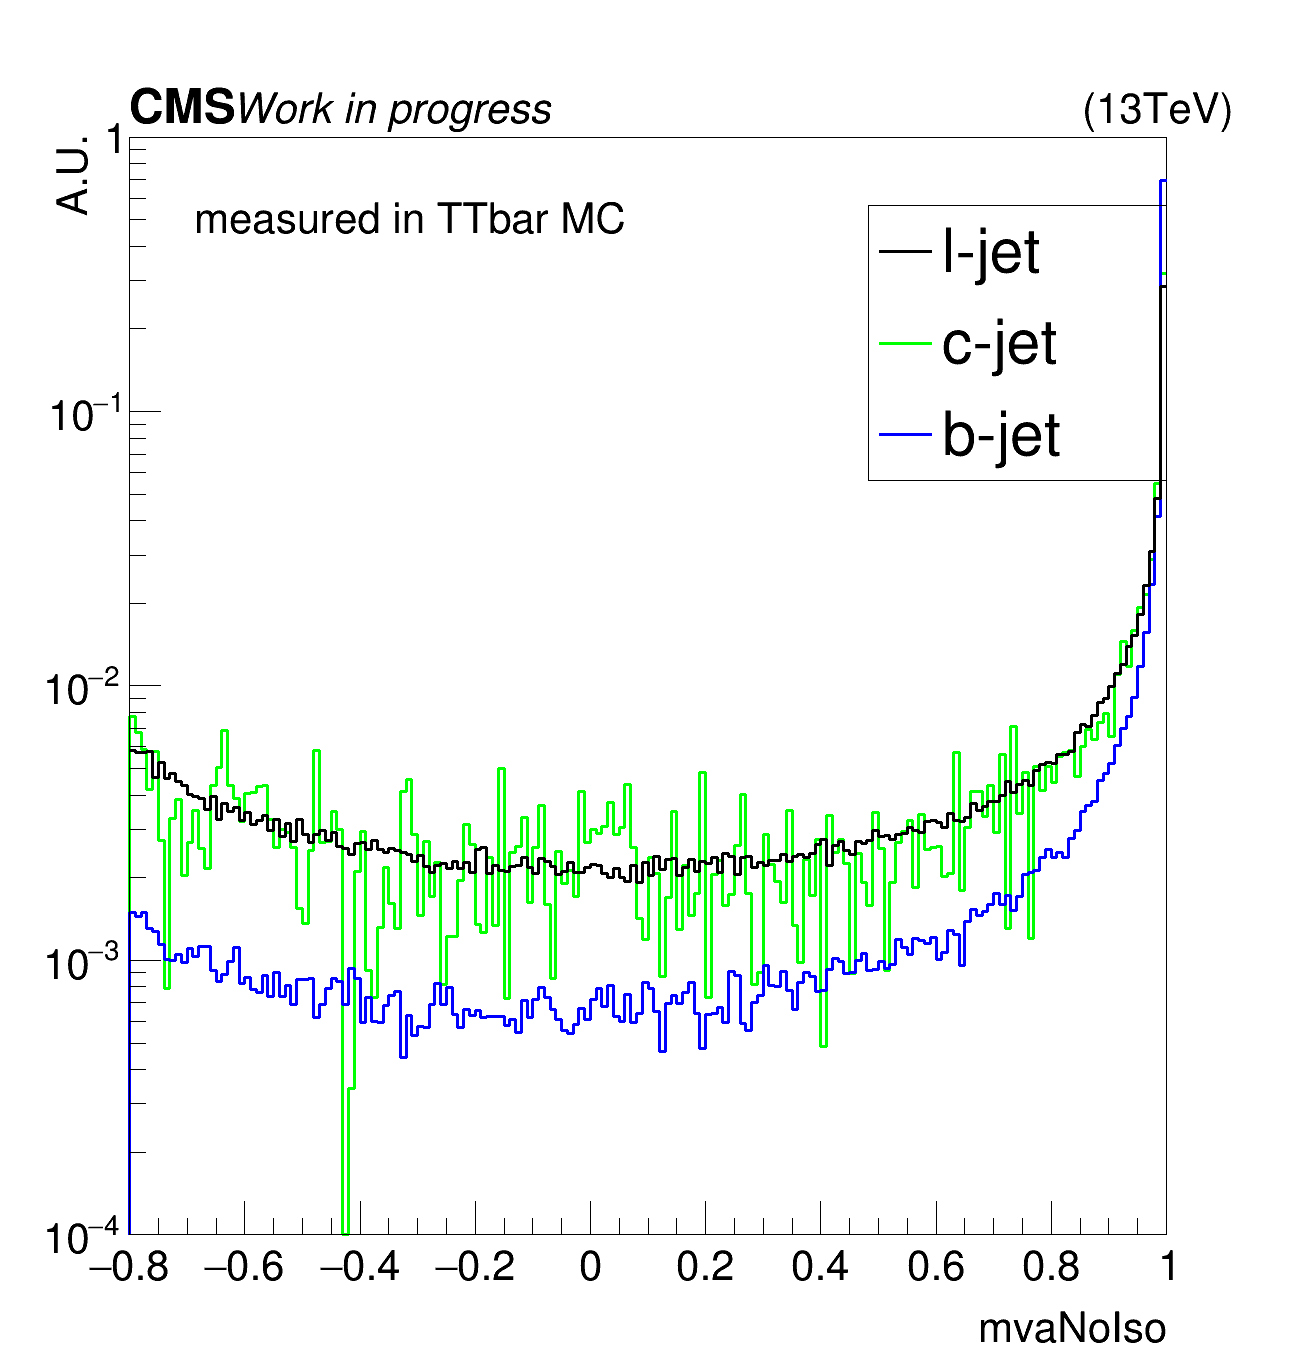 CMS Work in progress (13TeV)
A.U.
1
measured in TTbar MC
l-jet
c-jet
b-jet
10⁻¹
10⁻²
10⁻³
10⁻⁴
−0.8 −0.6 −0.4 −0.2 0 0.2 0.4 0.6 0.8 1
mvaNoIso